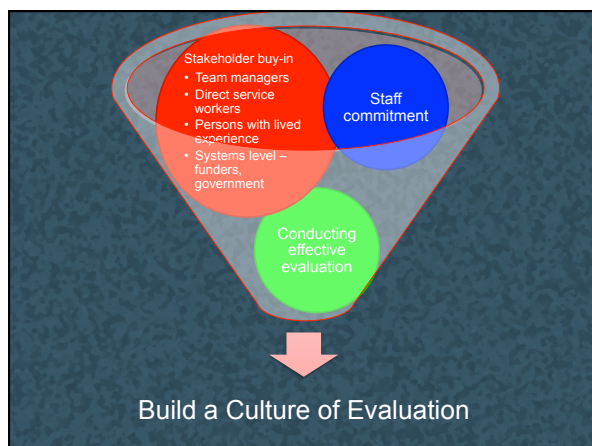 Stakeholder buy-in
• Team managers
• Direct service
workers
• Persons with lived
experience
• Systems level –
funders,
government
Staff
commitment
Conducting
effective
evaluation
Build a Culture of Evaluation